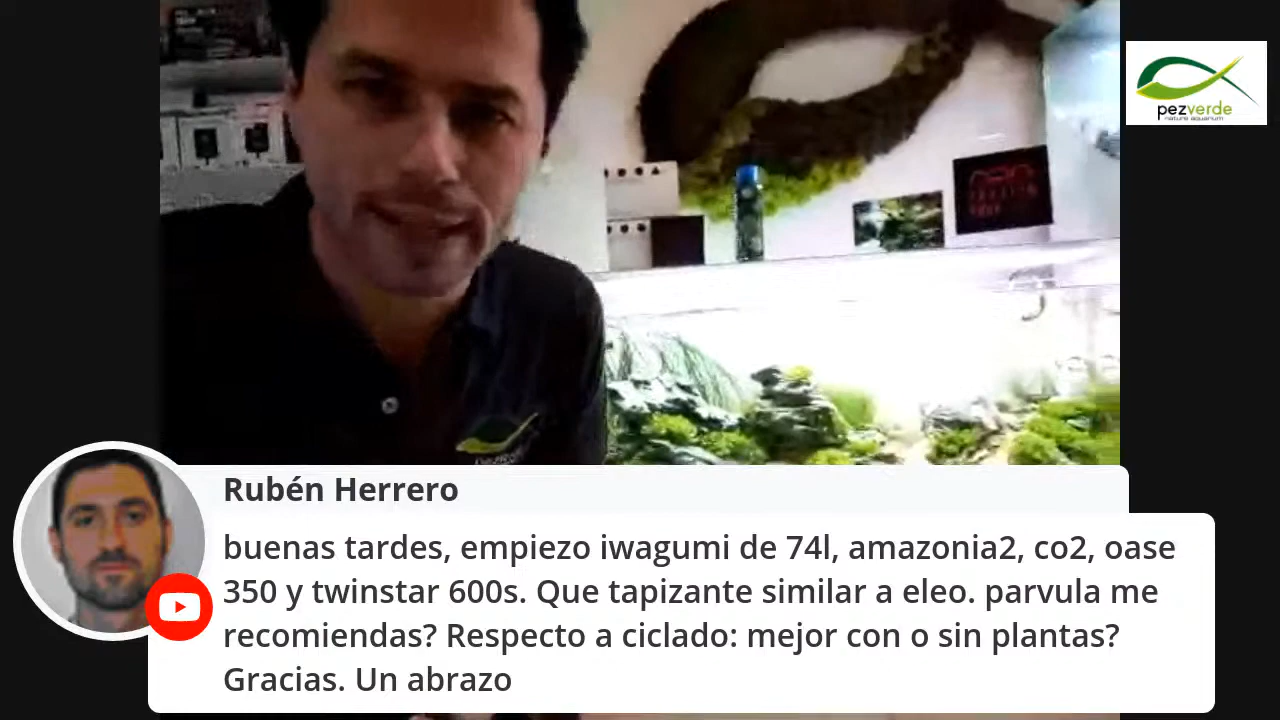 pezverde
nature aquarium
Rubén Herrero
buenas tardes, empiezo iwagumi de 74l, amazonia2, co2, oase
350 y twinstar 600s. Que tapizante similar a eleo. parvula me
recomiendas? Respecto a ciclado: mejor con o sin plantas?
Gracias. Un abrazo